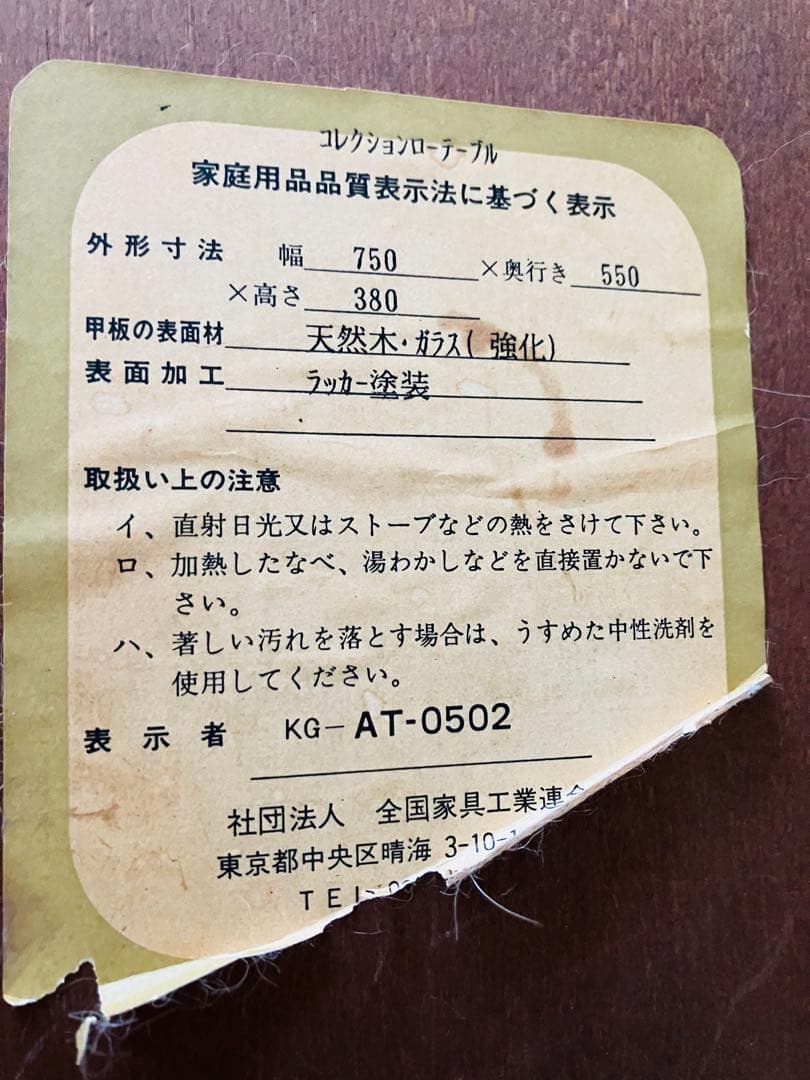 コレクションローテーブル
家庭用品品質表示法に基づく表示
外形寸法 幅 750 ×奥行き 550
×高さ 380
甲板の表面材 天然木・ガラス(強化)
表面加工 ラッカー塗装
取扱い上の注意
イ、直射日光又はストーブなどの熱をさけて下さい。
ロ、加熱したなべ、湯わかしなどを直接置かないで下
さい。
ハ、著しい汚れを落とす場合は、うすめた中性洗剤を
使用してください。
表示者 KG-AT-0502
社団法人 全国家具工業連合
東京都中央区晴海 3-10-
TEL